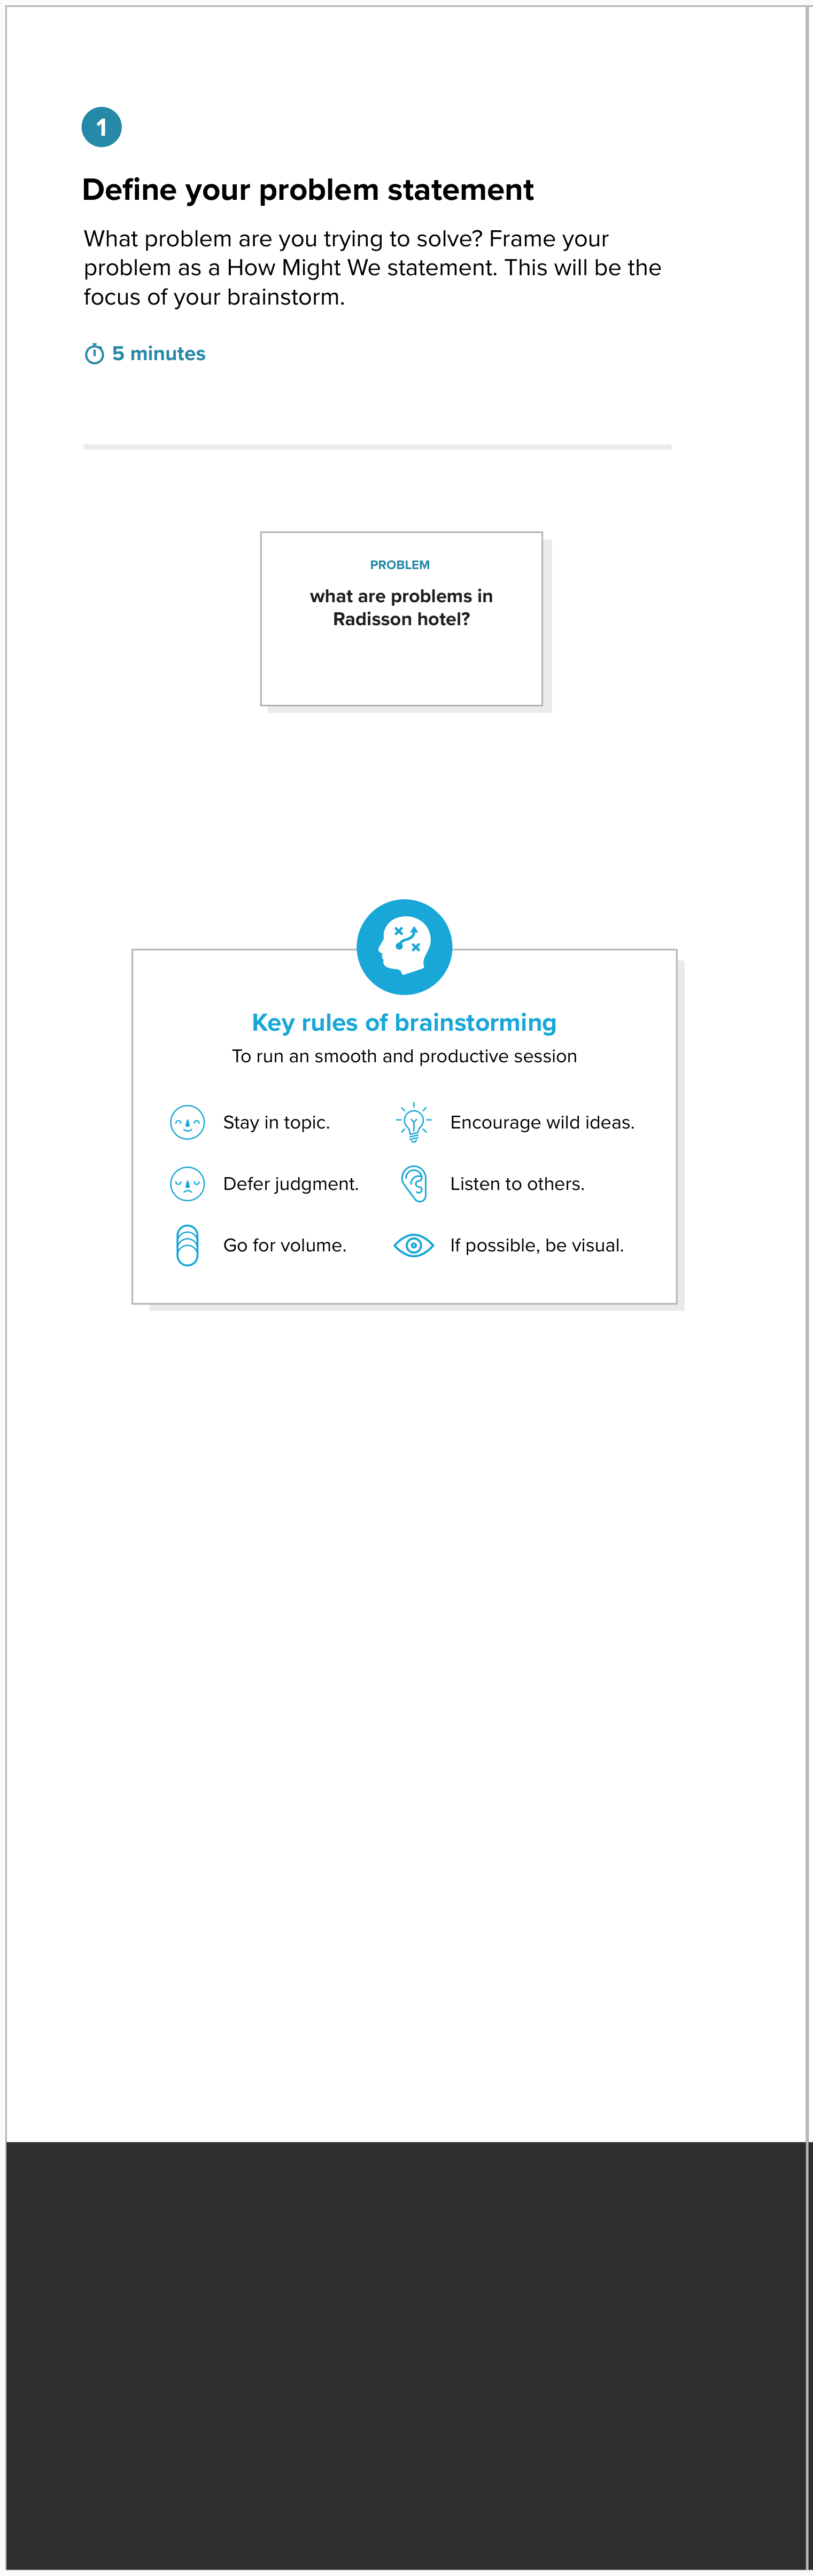 1
Define your problem statement
What problem are you trying to solve? Frame your
problem as a How Might We statement. This will be the
focus of your brainstorm.
5 minutes
PROBLEM
what are problems in
Radisson hotel?
Key rules of brainstorming
To run an smooth and productive session
Stay in topic.
Encourage wild ideas.
Defer judgment.
Listen to others.
Go for volume.
If possible, be visual.